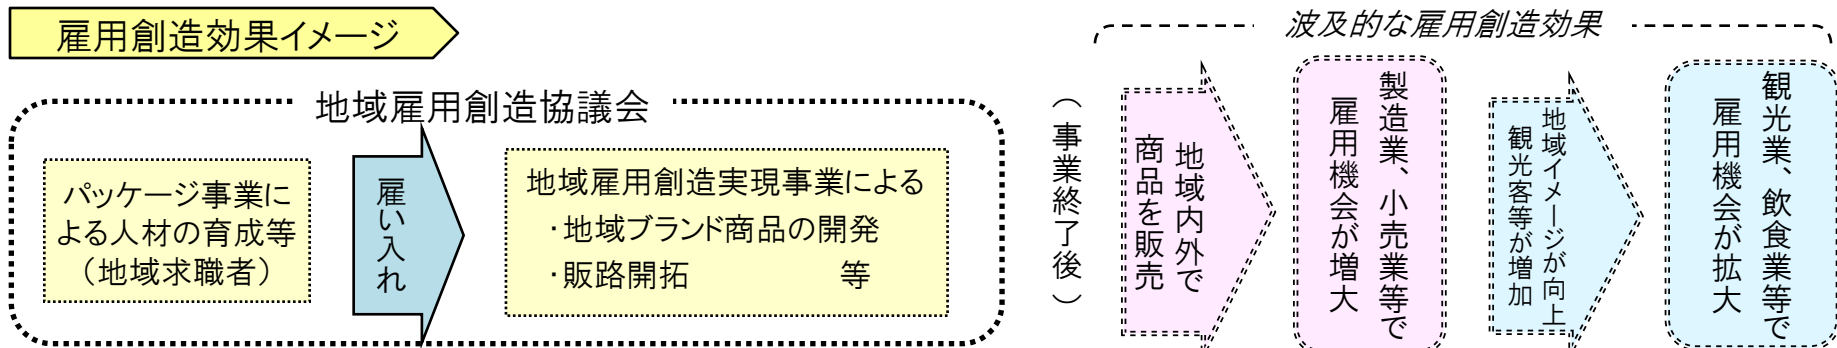 雇用創造効果イメージ
地域雇用創造協議会
パッケージ事業に
よる人材の育成等
（地域求職者）
雇い入れ
地域雇用創造実現事業による
・地域ブランド商品の開発
・販路開拓　　　　　等
（事業終了後）
波及的な雇用創造効果
地域内外で
商品を販売
製造業、小売業等で
雇用機会が増大
地域イメージが向上
観光客等が増加
観光業、飲食業等で
雇用機会が拡大